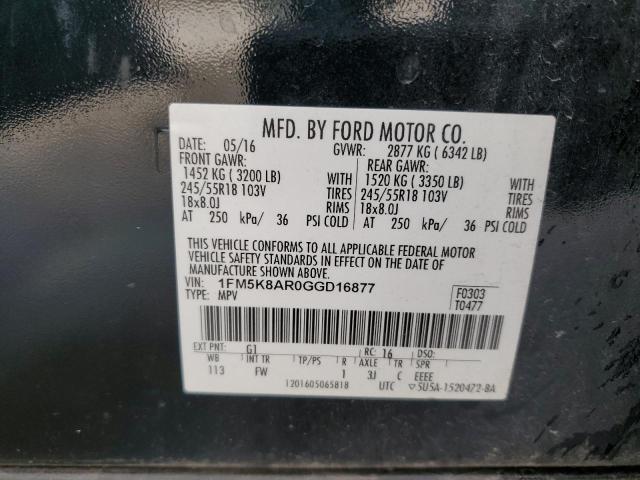 MFD. BY FORD MOTOR CO.
DATE: 05/16 GVWR: 2877 KG ( 6342 LB)
FRONT GAWR: REAR GAWR:
1452 KG ( 3200 LB) WITH 1520 KG ( 3350 LB) WITH
245/55R18 103V TIRES 245/55R18 103V TIRES
18x8.0J RIMS 18x8.0J RIMS
AT 250 kPa/ 36 PSI COLD AT 250 kPa/ 36 PSI COLD
THIS VEHICLE CONFORMS TO ALL APPLICABLE FEDERAL MOTOR
VEHICLE SAFETY STANDARDS IN EFFECT ON THE DATE OF
MANUFACTURE SHOWN ABOVE.
VIN: 1FM5K8AR0GGD16877 F0303
TYPE: MPV T0477
EXT PNT: G1 RC: 16 DSO:
WB INT TR TP/PS R AXLE TR SPR
113 FW 1 3J C EEEE
1201605065818 UTC ▽5U5A-1520472-BA